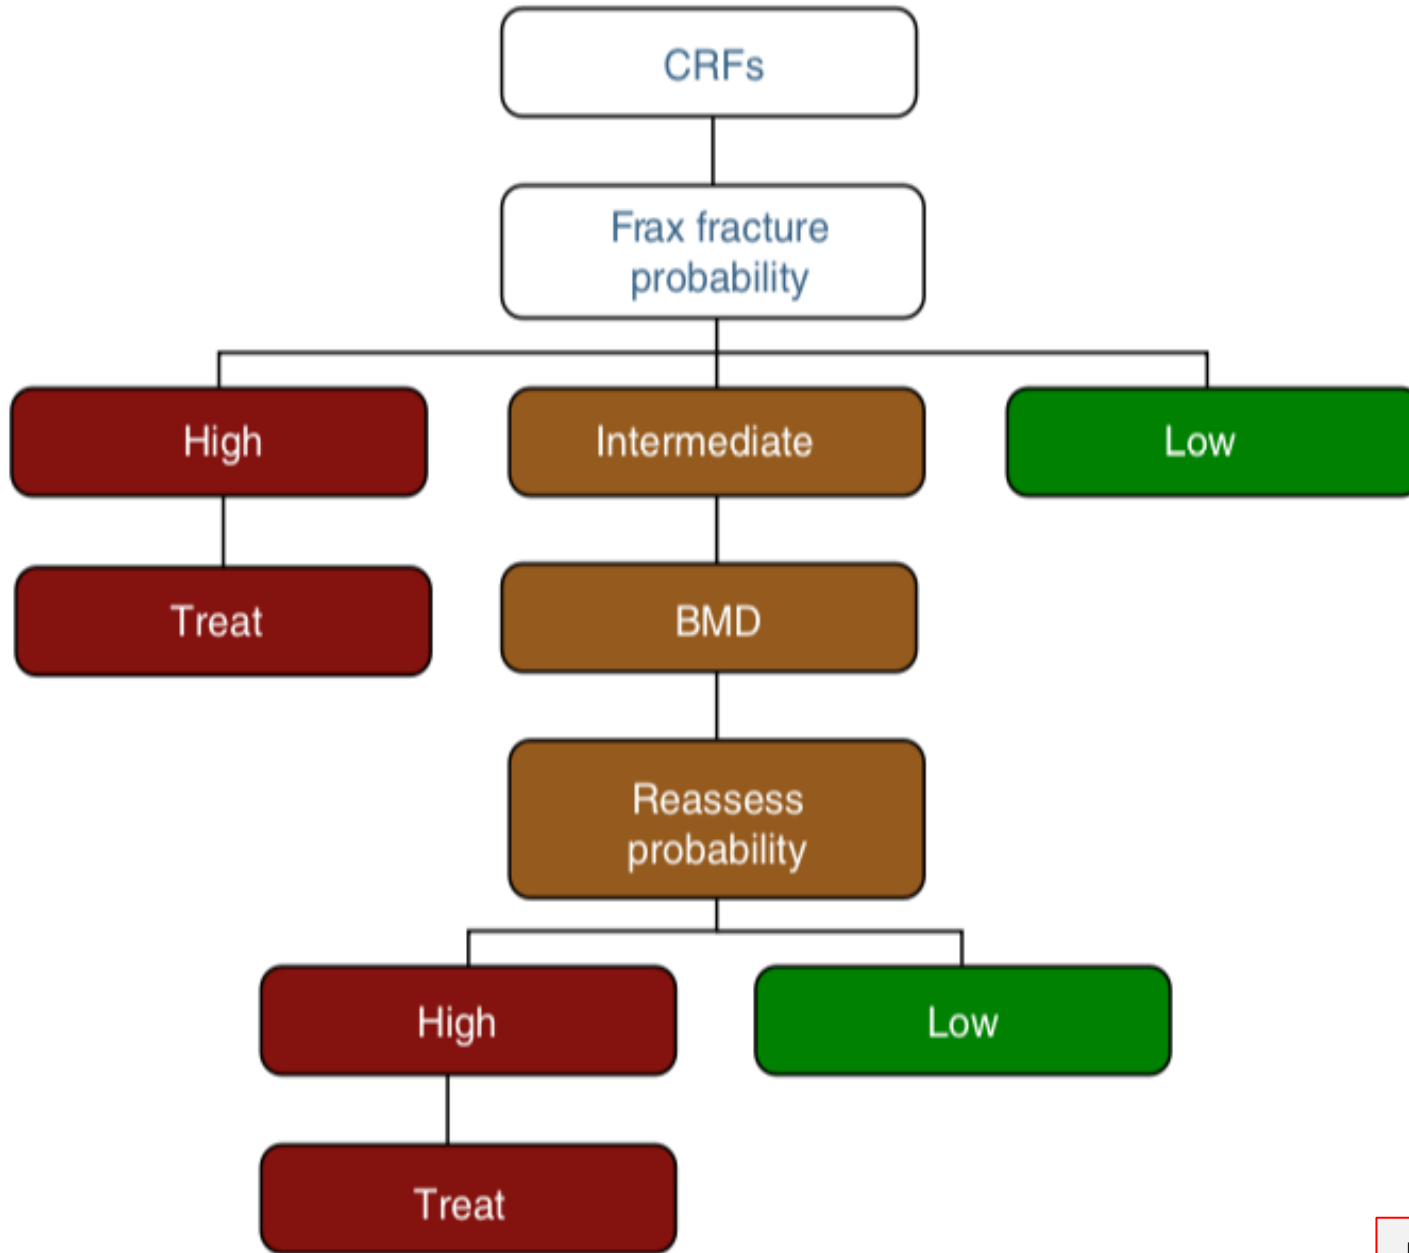 CRFs
Frax fracture
probability
High
Intermediate
Low
Treat
BMD
Reassess
probability
High
Low
Treat